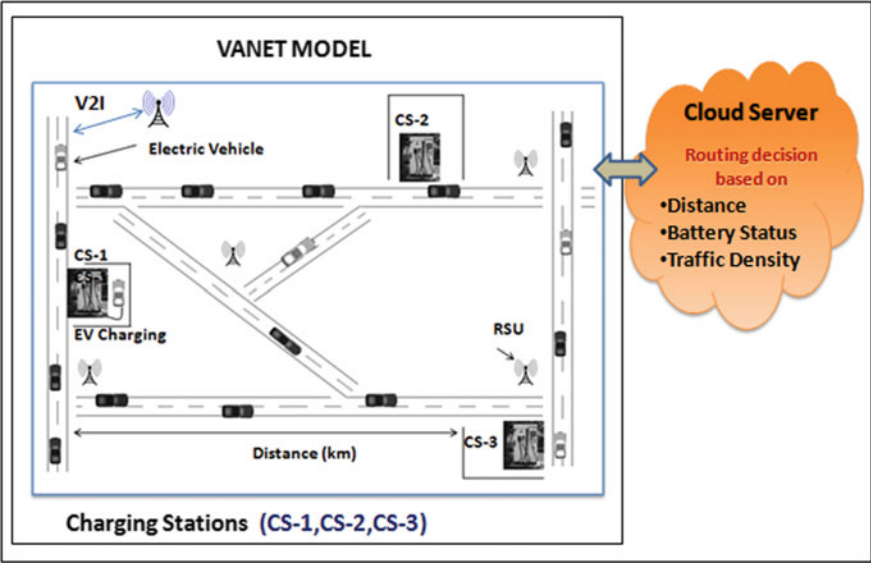 VANET MODEL
V2I
Electric Vehicle
CS-2
CS-1
EV Charging
RSU
Distance (km)
CS-3
Charging Stations (CS-1,CS-2,CS-3)
Cloud Server
Routing decision
based on
•Distance
•Battery Status
•Traffic Density